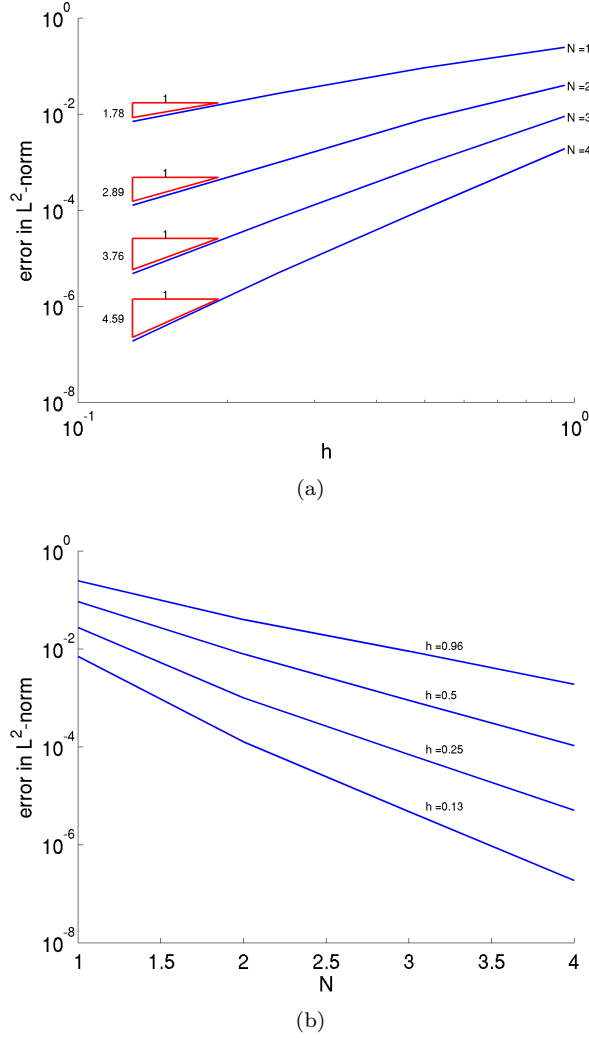 10^0
10^-2
10^-4
10^-6
10^-8
error in L^2-norm
1
1.78
1
2.89
1
3.76
1
4.59
N =1
N =2
N =3
N =4
10^-1
10^0
h
(a)
10^0
10^-2
10^-4
10^-6
10^-8
error in L^2-norm
h =0.96
h =0.5
h =0.25
h =0.13
1 1.5 2 2.5 3 3.5 4
N
(b)